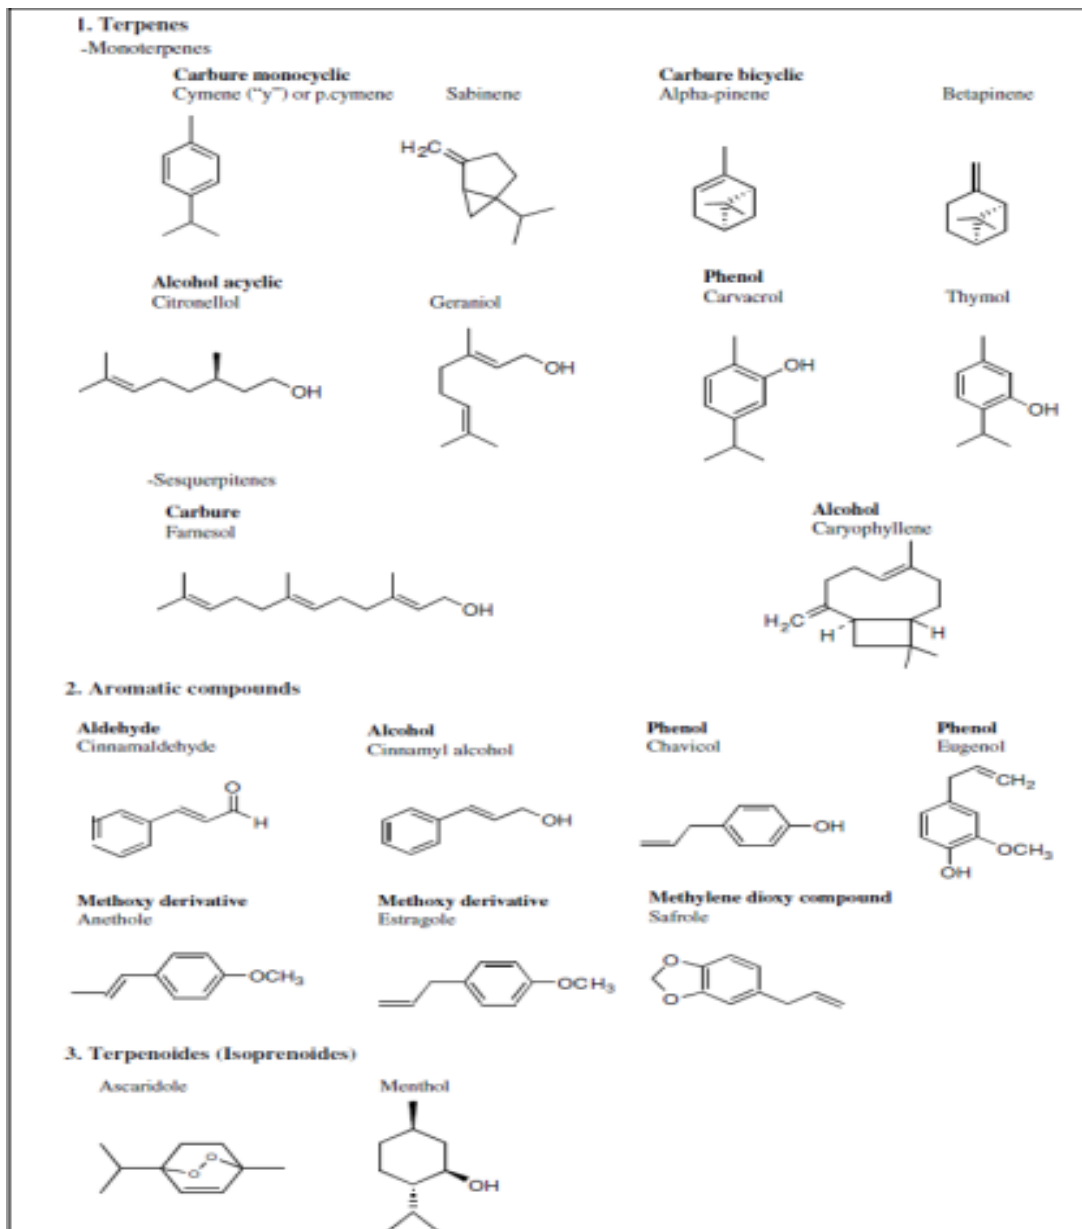 1. Terpenes
-Monoterpenes
Carbure monocyclic
Carbure bicyclic
Cymene ("y") or p.cymene
Sabinene
Alpha-pinene
Betapinene
H2C
Alcohol acyclic
Phenol
Citronellol
Geraniol
Carvacrol
Thymol
OH
OH
OH
OH
-Sesquerpitenes
Carbure
Alcohol
Farnesol
Caryophyllene
OH
H2C
H
H
2. Aromatic compounds
Aldehyde
Alcohol
Phenol
Phenol
Cinnamaldehyde
Cinnamyl alcohol
Chavicol
Eugenol
O
H
OH
OH
CH2
OCH3
OH
Methoxy derivative
Methoxy derivative
Methylene dioxy compound
Anethole
Estragole
Safrole
OCH3
OCH3
O
O
3. Terpenoides (Isoprenoides)
Ascaridole
Menthol
O
O
OH